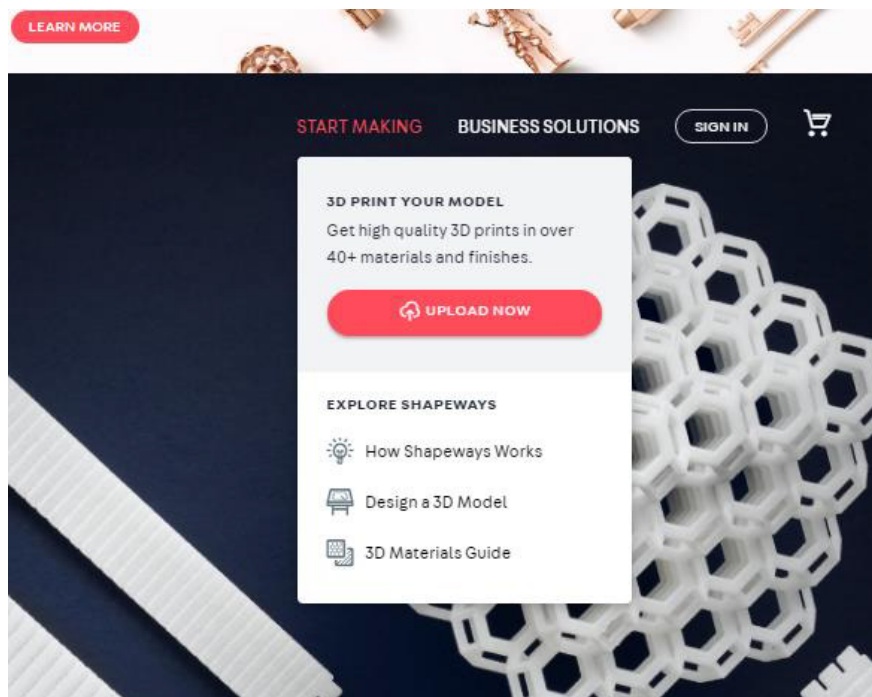 LEARN MORE
START MAKING
BUSINESS SOLUTIONS
SIGN IN
3D PRINT YOUR MODEL
Get high quality 3D prints in over
40+ materials and finishes.
UPLOAD NOW
EXPLORE SHAPEWAYS
How Shapeways Works
Design a 3D Model
3D Materials Guide